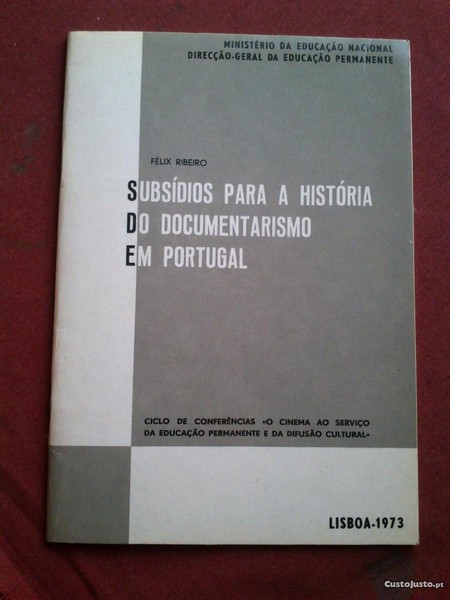 MINISTÉRIO DA EDUCAÇÃO NACIONAL
DIRECÇÃO-GERAL DA EDUCAÇÃO PERMANENTE
FÉLIX RIBEIRO
SUBSÍDIOS PARA A HISTÓRIA
DO DOCUMENTARISMO
EM PORTUGAL
CICLO DE CONFERÊNCIAS «O CINEMA AO SERVIÇO
DA EDUCAÇÃO PERMANENTE E DA DIFUSÃO CULTURAL»
LISBOA-1973
CustoJusto.pt